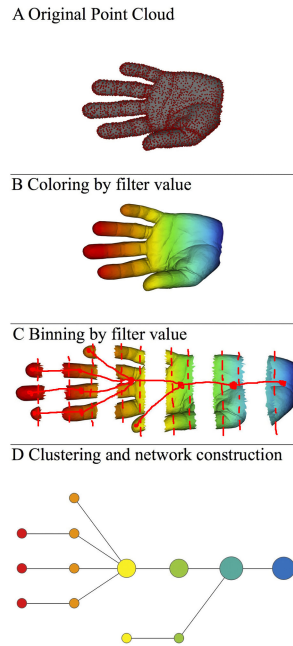 A Original Point Cloud
B Coloring by filter value
C Binning by filter value
D Clustering and network construction